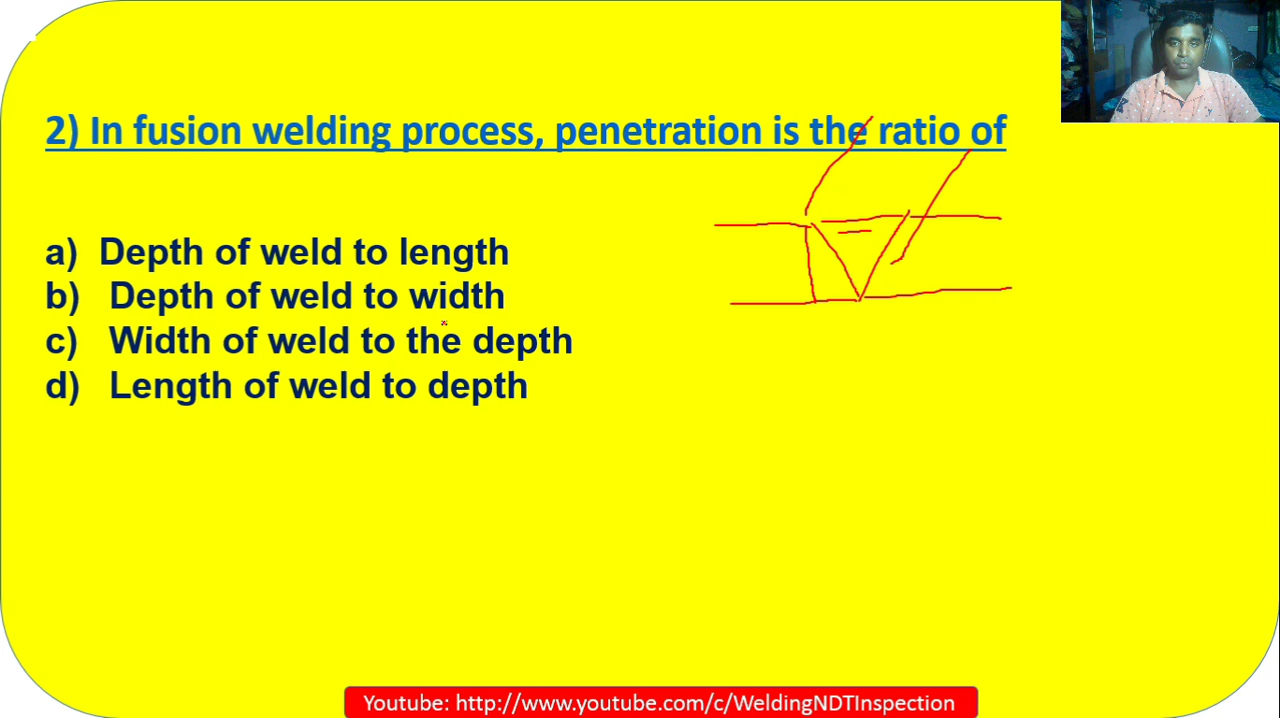 2) In fusion welding process, penetration is the ratio of
a) Depth of weld to length
b) Depth of weld to width
c) Width of weld to the depth
d) Length of weld to depth
Youtube: http://www.youtube.com/c/WeldingNDTInspection